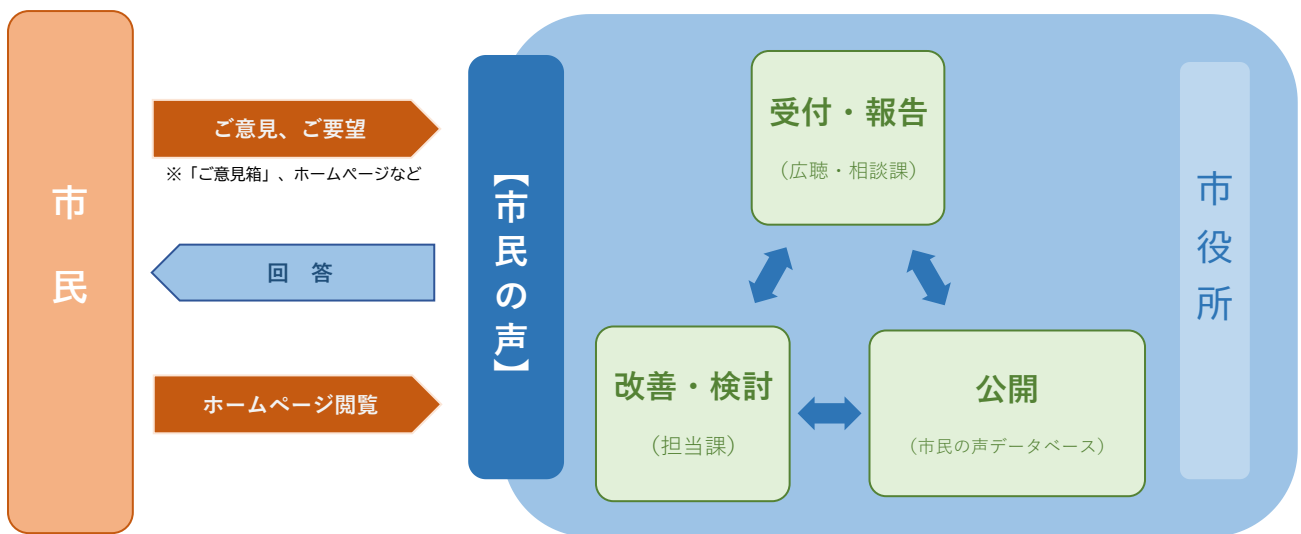 市民
ご意見、ご要望
※「ご意見箱」、ホームページなど
回　答
ホームページ閲覧
【市民の声】
受付・報告
（広聴・相談課）
改善・検討
（担当課）
公開
（市民の声データベース）
市役所